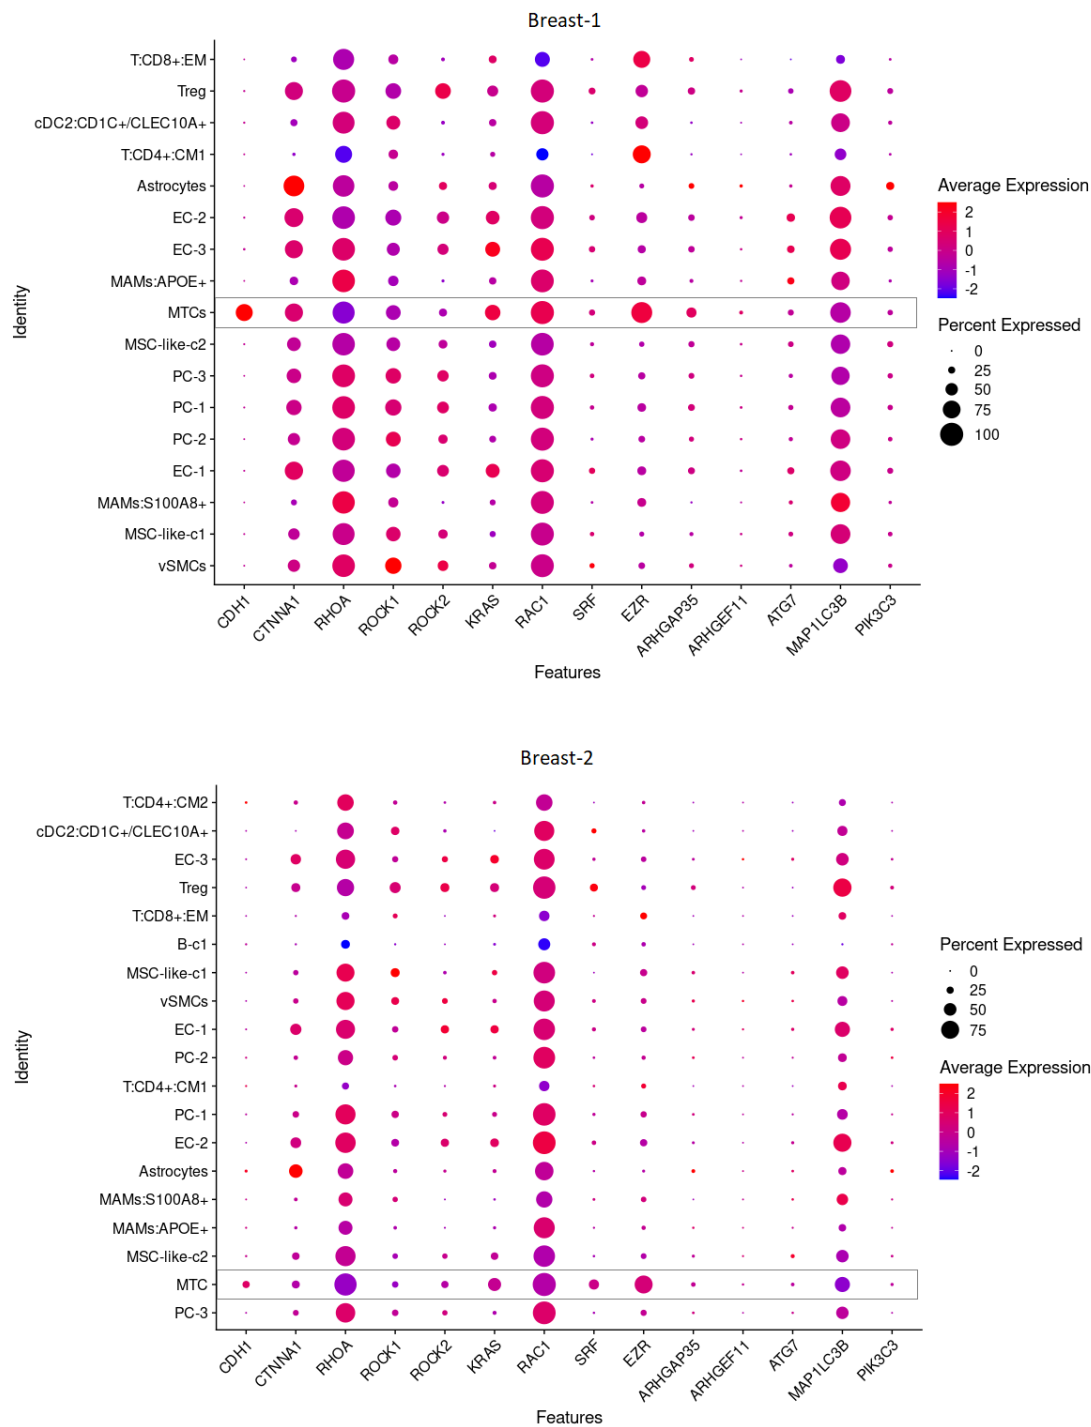 Breast-1
Identity
T:CD8+:EM
Treg
cDC2:CD1C+/CLEC10A+
T:CD4+:CM1
Astrocytes
EC-2
EC-3
MAMs:APOE+
MTCs
MSC-like-c2
PC-3
PC-1
PC-2
EC-1
MAMs:S100A8+
MSC-like-c1
vSMCs
CDH1
CTNNA1
RHOA
ROCK1
ROCK2
KRAS
RAC1
SRF
EZR
ARHGAP35
ARHGEF11
ATG7
MAP1LC3B
PIK3C3
Features
Average Expression
2
1
0
-1
-2
Percent Expressed
0
25
50
75
100
Breast-2
Identity
T:CD4+:CM2
cDC2:CD1C+/CLEC10A+
EC-3
Treg
T:CD8+:EM
B-c1
MSC-like-c1
vSMCs
EC-1
PC-2
T:CD4+:CM1
PC-1
EC-2
Astrocytes
MAMs:S100A8+
MAMs:APOE+
MSC-like-c2
MTC
PC-3
CDH1
CTNNA1
RHOA
ROCK1
ROCK2
KRAS
RAC1
SRF
EZR
ARHGAP35
ARHGEF11
ATG7
MAP1LC3B
PIK3C3
Features
Percent Expressed
0
25
50
75
Average Expression
2
1
0
-1
-2